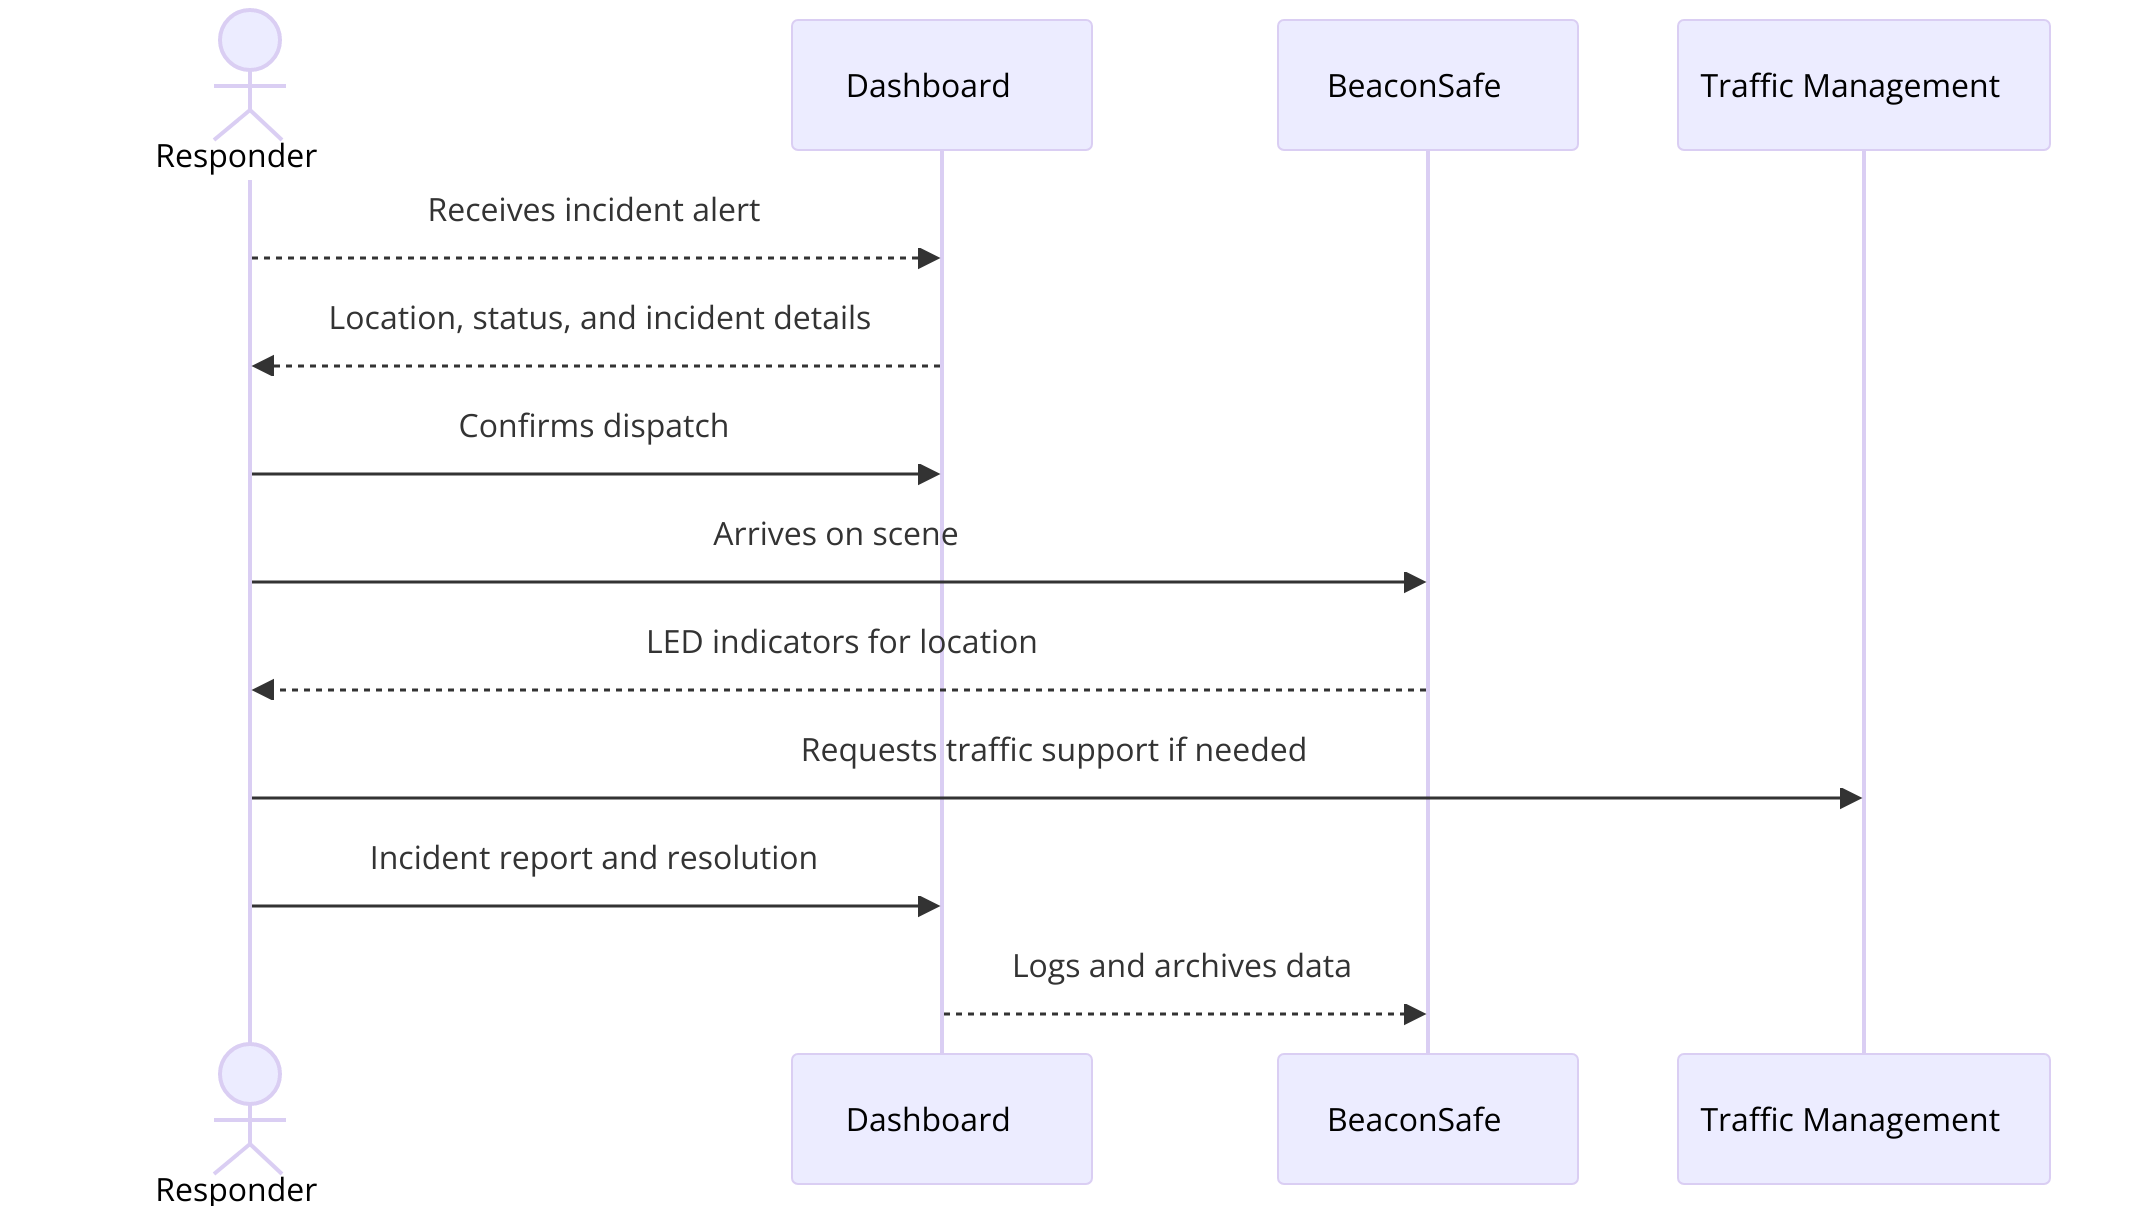 Responder
Dashboard
BeaconSafe
Traffic Management
Receives incident alert
Location, status, and incident details
Confirms dispatch
Arrives on scene
LED indicators for location
Requests traffic support if needed
Incident report and resolution
Logs and archives data
Responder
Dashboard
BeaconSafe
Traffic Management